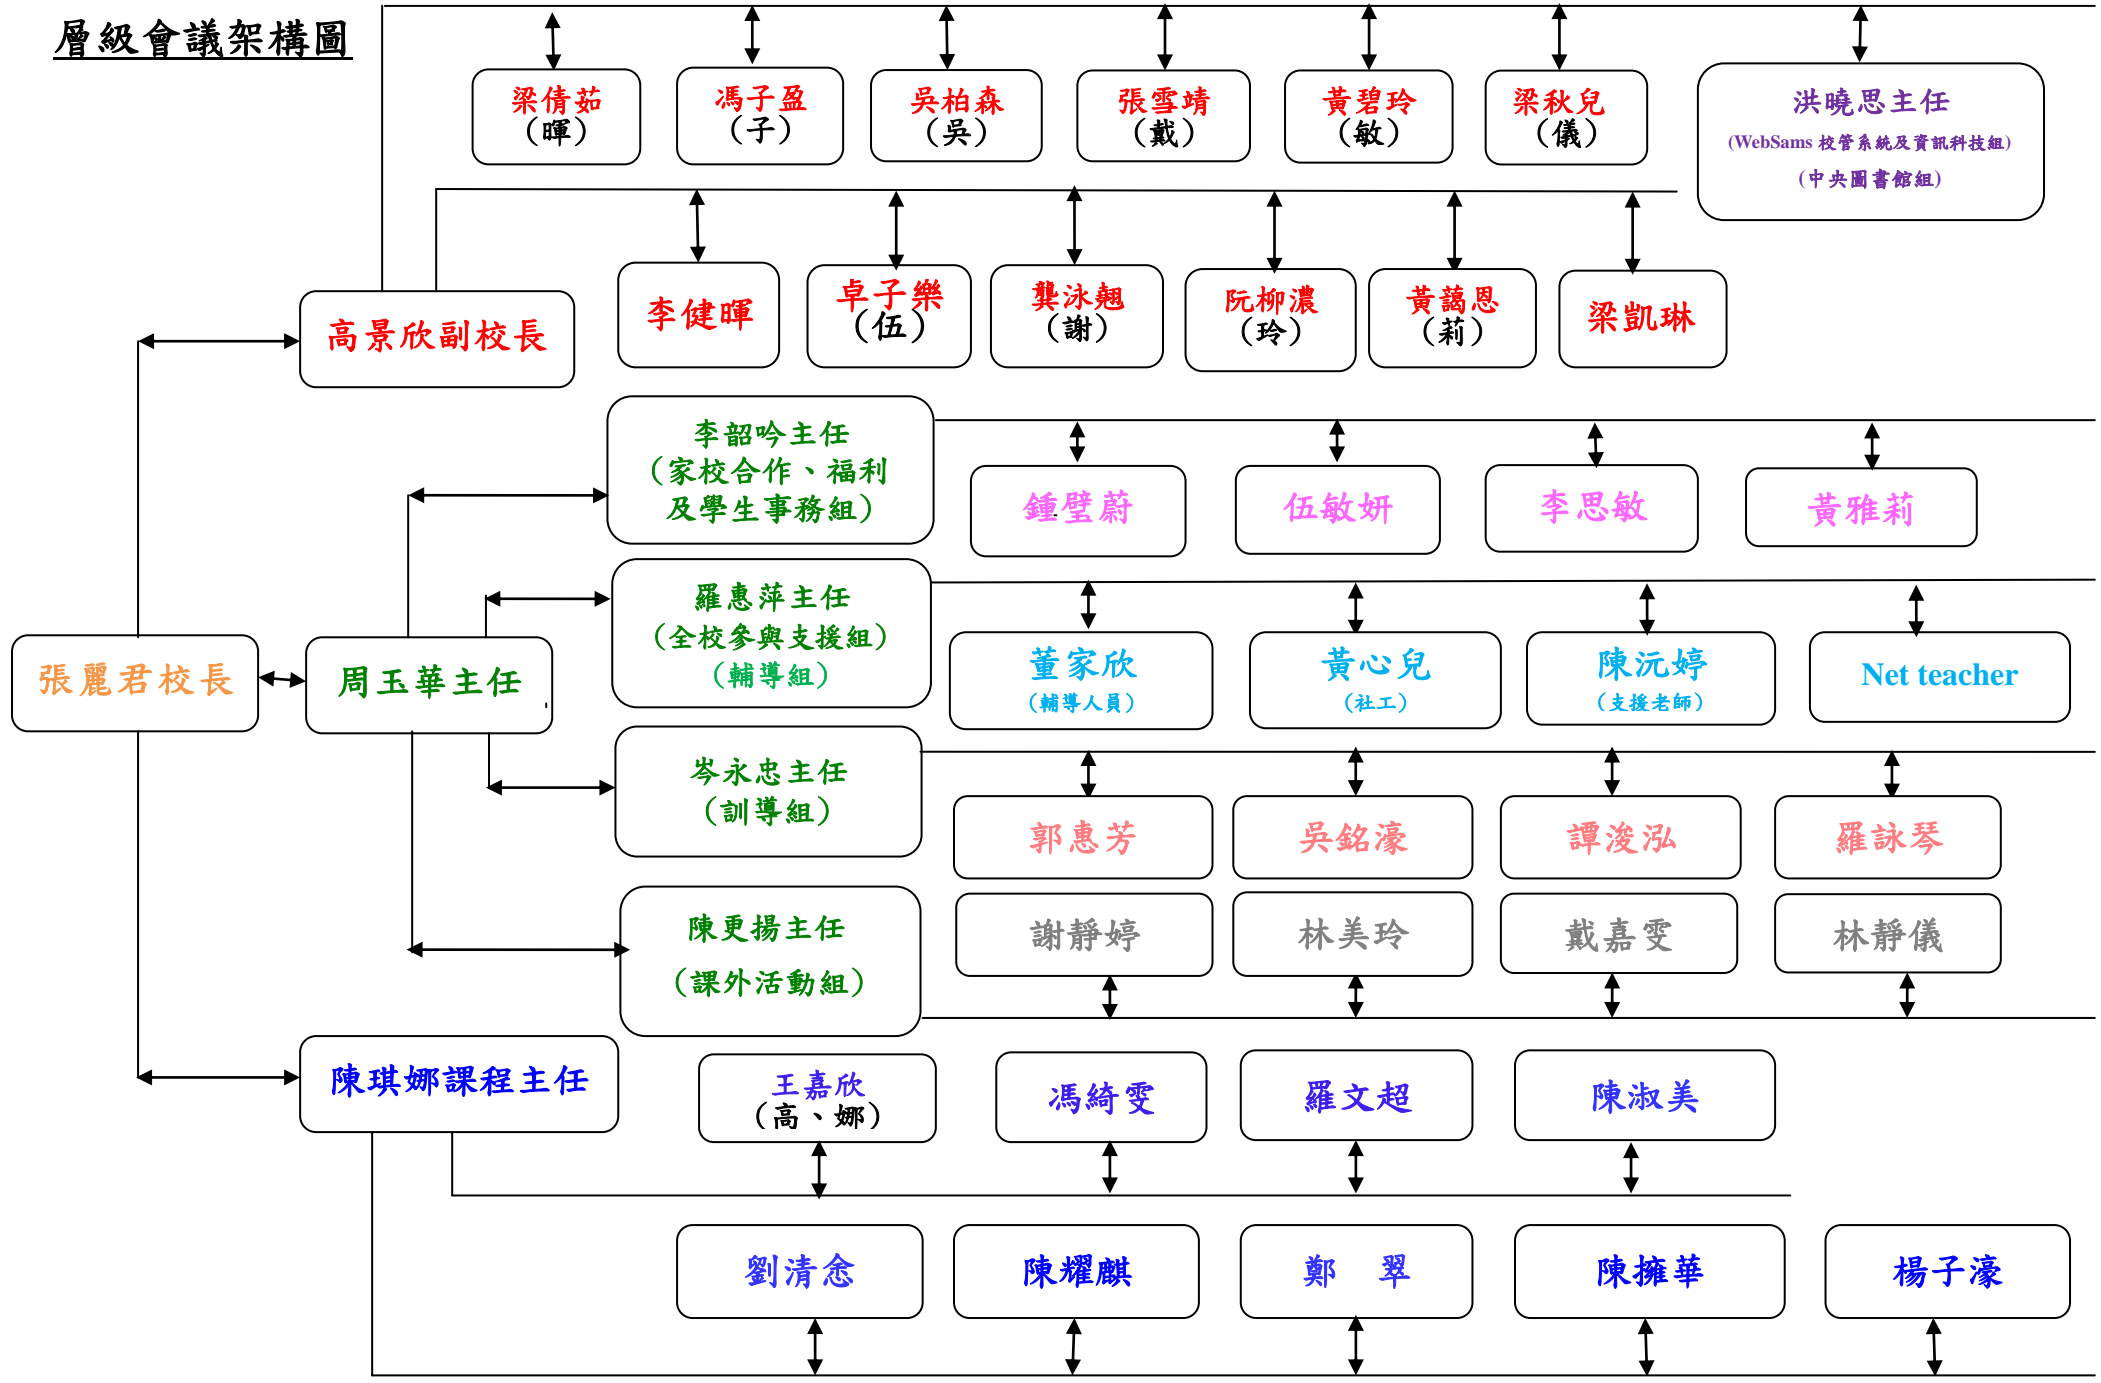 層級會議架構圖
梁倩茹
（暉）
馮子盈
（子）
吳柏森
（吳）
張雪靖
（戴）
黃碧玲
（敏）
梁秋兒
（儀）
洪曉思主任
(WebSams 校管系統及資訊科技組)
(中央圖書館組)
李健暉
卓子樂
（伍）
龔泳翹
（謝）
阮柳濃
（玲）
黃藹恩
（莉）
梁凱琳
高景欣副校長
李韶吟主任
（家校合作、福利
及學生事務組）
鍾璧蔚
伍敏妍
李思敏
黃雅莉
羅惠萍主任
（全校參與支援組）
（輔導組）
董家欣
（輔導人員）
黃心兒
（社工）
陳沅婷
（支援老師）
Net teacher
張麗君校長
周玉華主任
岑永忠主任
（訓導組）
郭惠芳
吳銘濠
譚浚泓
羅詠琴
陳更揚主任
（課外活動組）
謝靜婷
林美玲
戴嘉雯
林靜儀
陳琪娜課程主任
王嘉欣
（高、娜）
馮綺雯
羅文超
陳淑美
劉清悆
陳耀麒
鄭　翠
陳擁華
楊子濠